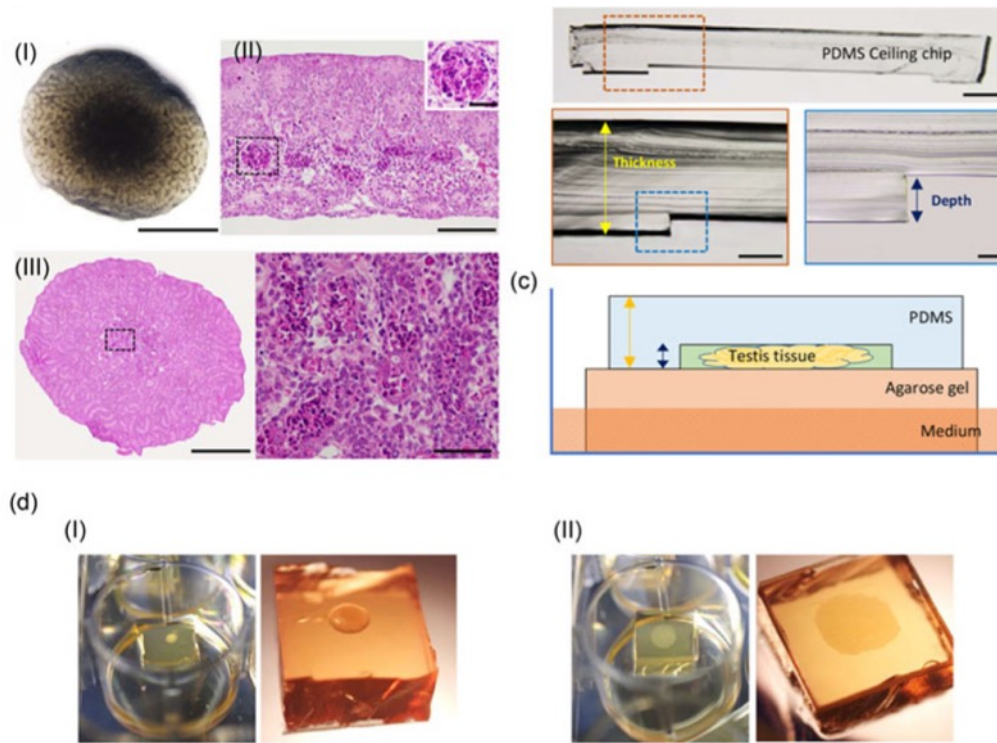 (I)
(II)
PDMS Ceiling chip
Thickness
Depth
(III)
(c)
PDMS
Testis tissue
Agarose gel
Medium
(d)
(I)
(II)